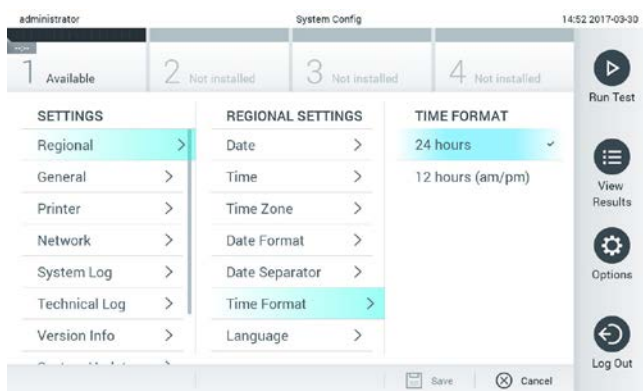 administrator System Config 14:52 2017-03-30
1 Available 2 Not installed 3 Not installed 4 Not installed
Run Test
SETTINGS REGIONAL SETTINGS TIME FORMAT
Regional Date 24 hours
General Time 12 hours (am/pm)
View
Results
Printer Time Zone
Network Date Format
System Log Date Separator
Options
Technical Log Time Format
Version Info Language
Log Out
Save Cancel